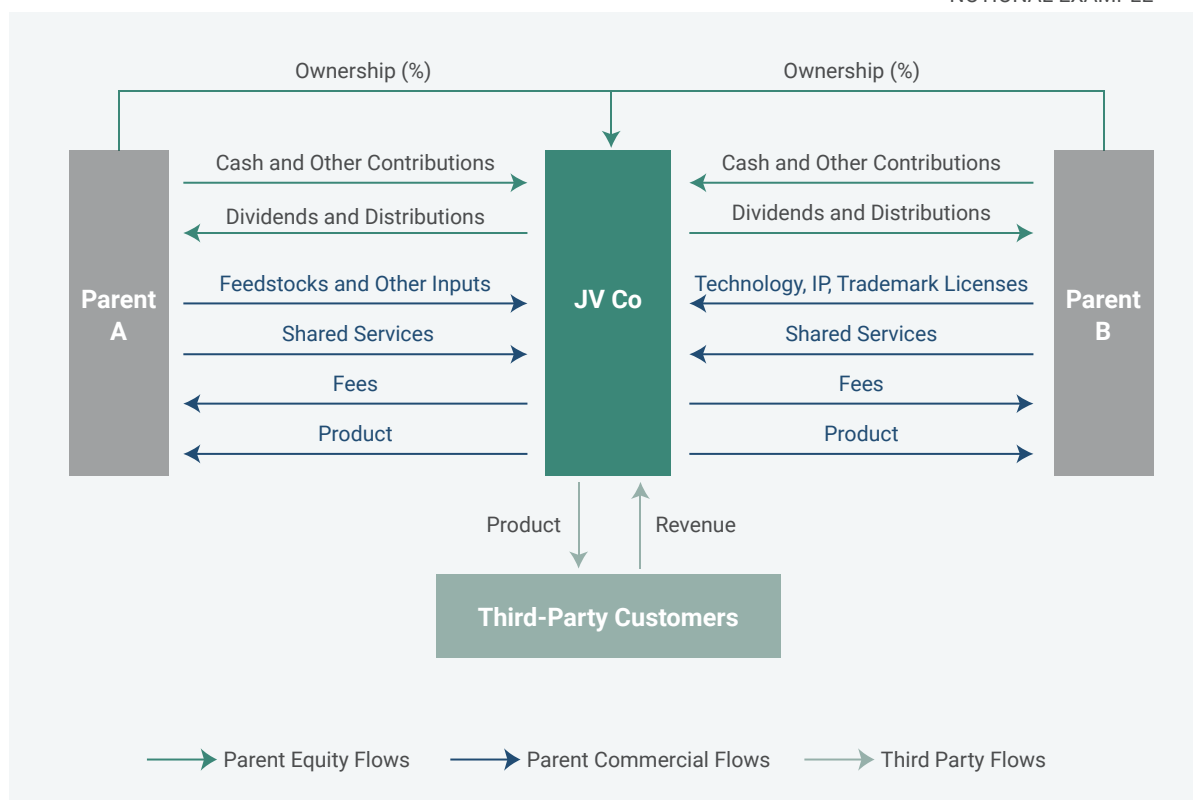 NOTIONAL EXAMPLE
Ownership (%)
Ownership (%)
Cash and Other Contributions
Cash and Other Contributions
Dividends and Distributions
Dividends and Distributions
Feedstocks and Other Inputs
Technology, IP, Trademark Licenses
Parent
A
JV Co
Parent
B
Shared Services
Shared Services
Fees
Fees
Product
Product
Product
Revenue
Third-Party Customers
Parent Equity Flows
Parent Commercial Flows
Third Party Flows